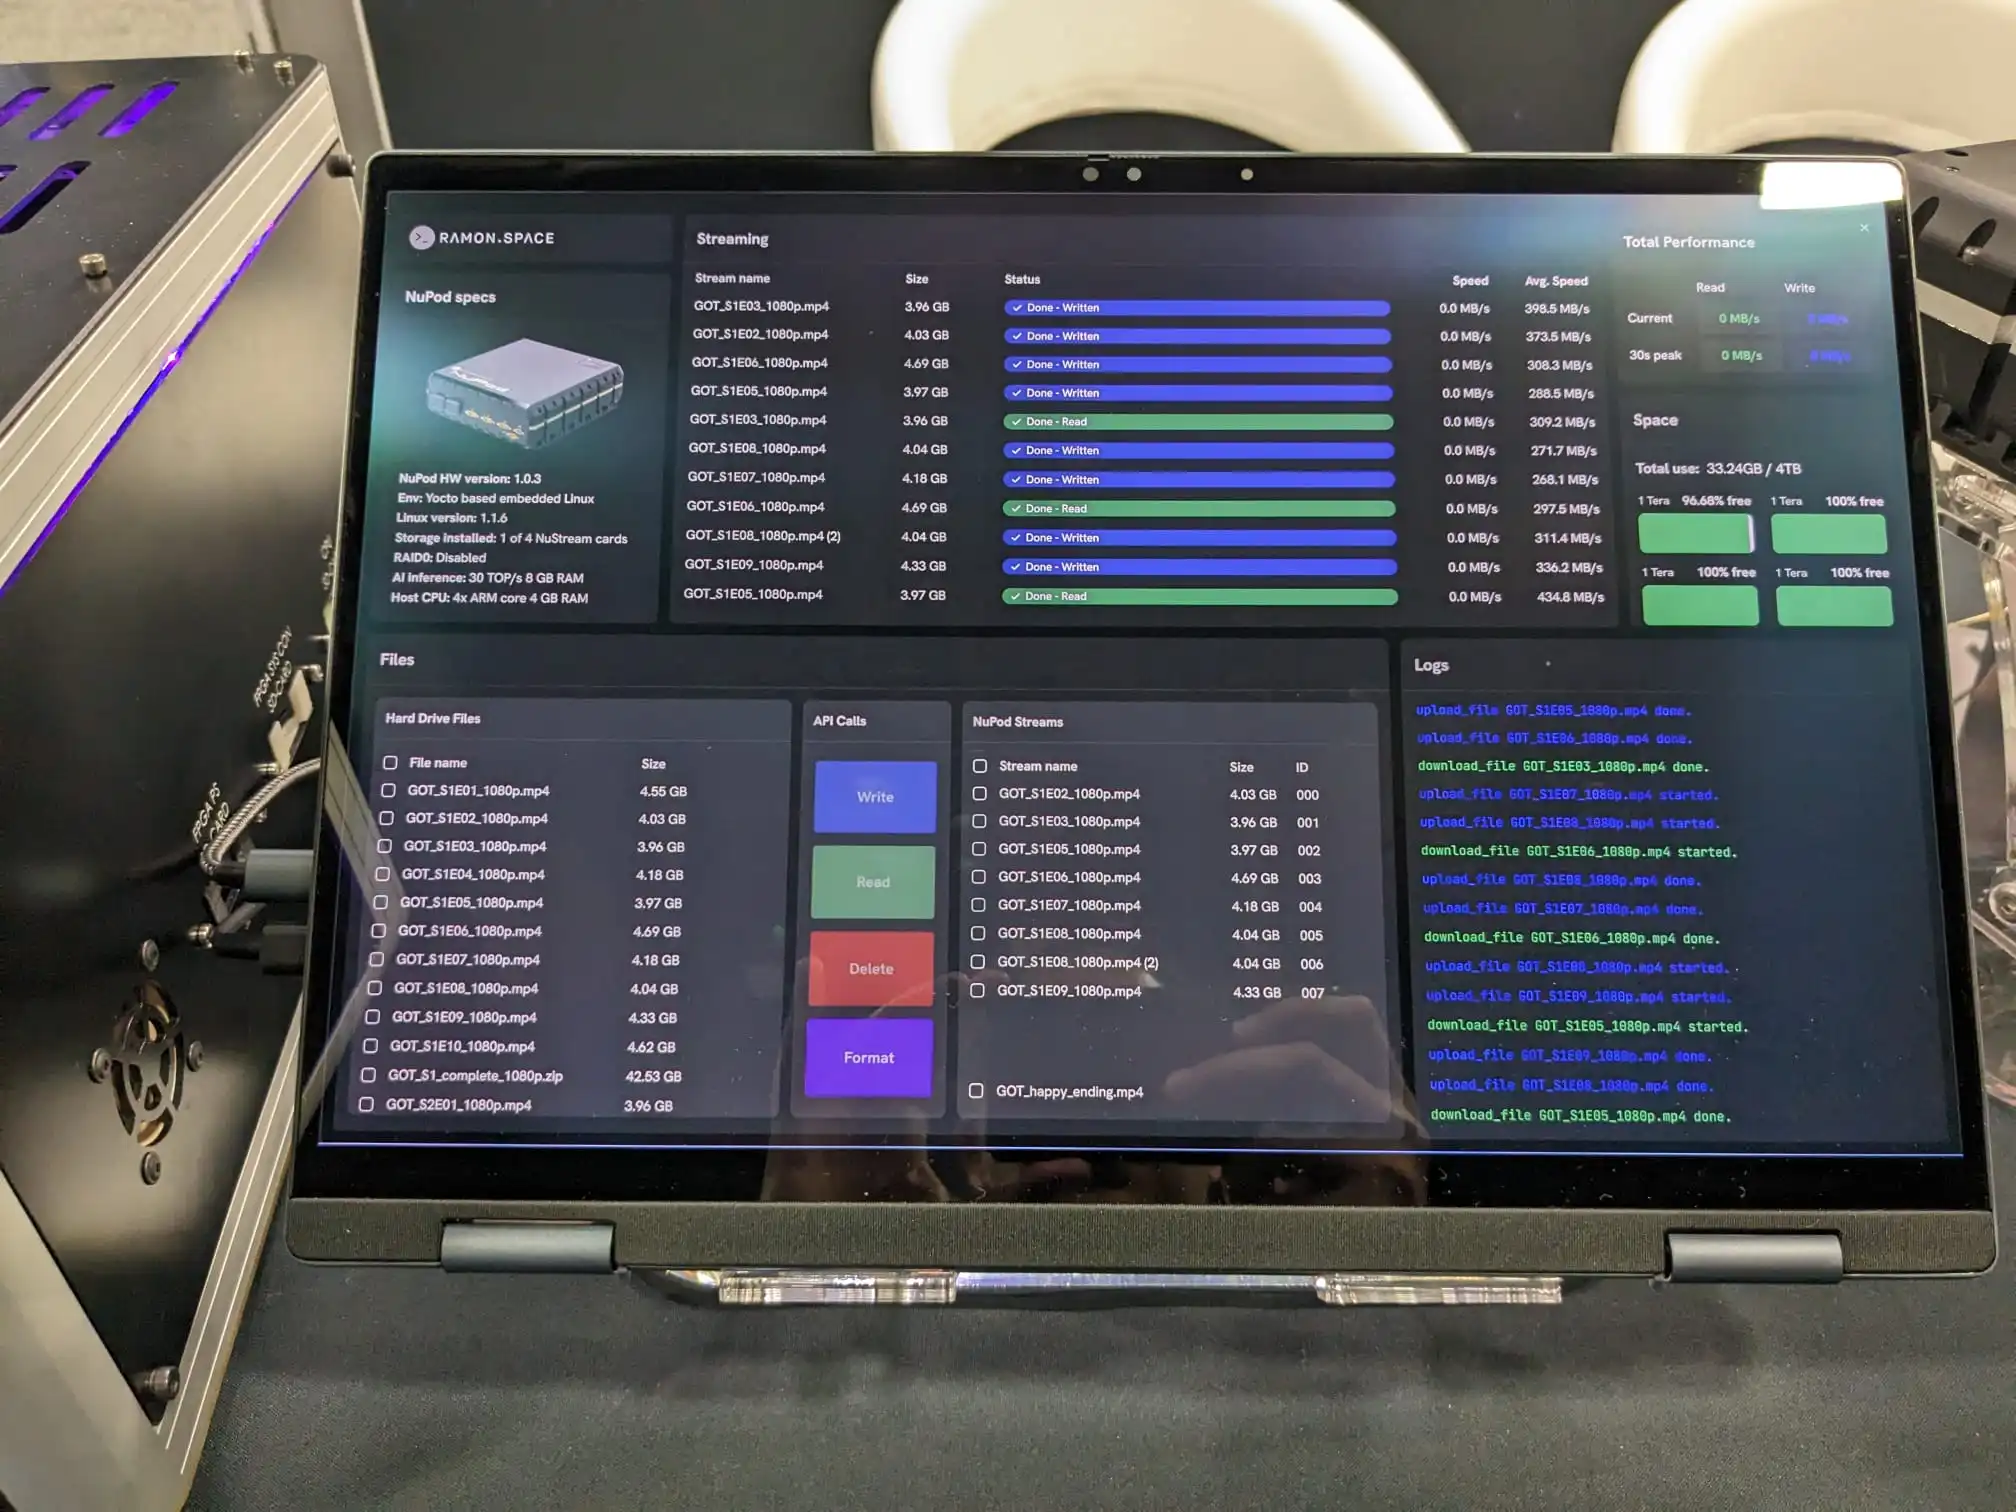 RAMON.SPACE
NuPod specs
NuPod
NuPod HW version: 1.0.3
Env: Yocto based embedded Linux
Linux version: 1.1.6
Storage installed: 1 of 4 NuStream cards
RAID0: Disabled
AI Inference: 30 TOP/s 8 GB RAM
Host CPU: 4x ARM core 4 GB RAM
Streaming
Stream name Size Status Speed Avg. Speed
GOT_S1E03_1080p.mp4 3.96 GB Done - Written 0.0 MB/s 398.5 MB/s
GOT_S1E02_1080p.mp4 4.03 GB Done - Written 0.0 MB/s 373.5 MB/s
GOT_S1E06_1080p.mp4 4.69 GB Done - Written 0.0 MB/s 308.3 MB/s
GOT_S1E05_1080p.mp4 3.97 GB Done - Written 0.0 MB/s 288.5 MB/s
GOT_S1E03_1080p.mp4 3.96 GB Done - Read 0.0 MB/s 309.2 MB/s
GOT_S1E08_1080p.mp4 4.04 GB Done - Written 0.0 MB/s 271.7 MB/s
GOT_S1E07_1080p.mp4 4.18 GB Done - Written 0.0 MB/s 268.1 MB/s
GOT_S1E06_1080p.mp4 4.69 GB Done - Read 0.0 MB/s 297.5 MB/s
GOT_S1E08_1080p.mp4 (2) 4.04 GB Done - Written 0.0 MB/s 311.4 MB/s
GOT_S1E09_1080p.mp4 4.33 GB Done - Written 0.0 MB/s 336.2 MB/s
GOT_S1E05_1080p.mp4 3.97 GB Done - Read 0.0 MB/s 434.8 MB/s
Total Performance
Read Write
Current 0 MB/s 0 MB/s
30s peak 0 MB/s 0 MB/s
Space
Total use: 33.24GB / 4TB
1 Tera 96.68% free 1 Tera 100% free
1 Tera 100% free 1 Tera 100% free
Files
Hard Drive Files
File name Size
GOT_S1E01_1080p.mp4 4.55 GB
GOT_S1E02_1080p.mp4 4.03 GB
GOT_S1E03_1080p.mp4 3.96 GB
GOT_S1E04_1080p.mp4 4.18 GB
GOT_S1E05_1080p.mp4 3.97 GB
GOT_S1E06_1080p.mp4 4.69 GB
GOT_S1E07_1080p.mp4 4.18 GB
GOT_S1E08_1080p.mp4 4.04 GB
GOT_S1E09_1080p.mp4 4.33 GB
GOT_S1E10_1080p.mp4 4.62 GB
GOT_S1_complete_1080p.zip 42.53 GB
GOT_S2E01_1080p.mp4 3.96 GB
API Calls
Write
Read
Delete
Format
NuPod Streams
Stream name Size ID
GOT_S1E02_1080p.mp4 4.03 GB 000
GOT_S1E03_1080p.mp4 3.96 GB 001
GOT_S1E05_1080p.mp4 3.97 GB 002
GOT_S1E06_1080p.mp4 4.69 GB 003
GOT_S1E07_1080p.mp4 4.18 GB 004
GOT_S1E08_1080p.mp4 4.04 GB 005
GOT_S1E08_1080p.mp4 (2) 4.04 GB 006
GOT_S1E09_1080p.mp4 4.33 GB 007
GOT_happy_ending.mp4
Logs
upload_file GOT_S1E05_1080p.mp4 done.
upload_file GOT_S1E06_1080p.mp4 done.
download_file GOT_S1E03_1080p.mp4 done.
upload_file GOT_S1E07_1080p.mp4 started.
upload_file GOT_S1E08_1080p.mp4 started.
download_file GOT_S1E06_1080p.mp4 started.
upload_file GOT_S1E08_1080p.mp4 done.
upload_file GOT_S1E07_1080p.mp4 done.
download_file GOT_S1E06_1080p.mp4 done.
upload_file GOT_S1E08_1080p.mp4 started.
upload_file GOT_S1E09_1080p.mp4 started.
download_file GOT_S1E05_1080p.mp4 started.
upload_file GOT_S1E09_1080p.mp4 done.
upload_file GOT_S1E08_1080p.mp4 done.
download_file GOT_S1E05_1080p.mp4 done.
FPGA SYS CON
SD-CARD
FPGA PS
CARD